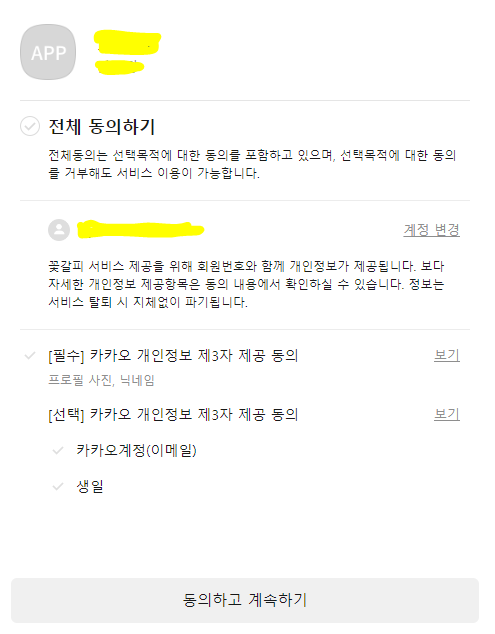 APP
전체 동의하기
전체동의는 선택목적에 대한 동의를 포함하고 있으며, 선택목적에 대한 동의
를 거부해도 서비스 이용이 가능합니다.
계정 변경
꽃갈피 서비스 제공을 위해 회원번호와 함께 개인정보가 제공됩니다. 보다
자세한 개인정보 제공항목은 동의 내용에서 확인하실 수 있습니다. 정보는
서비스 탈퇴 시 지체없이 파기됩니다.
[필수] 카카오 개인정보 제3자 제공 동의 보기
프로필 사진, 닉네임
[선택] 카카오 개인정보 제3자 제공 동의 보기
카카오계정(이메일)
생일
동의하고 계속하기